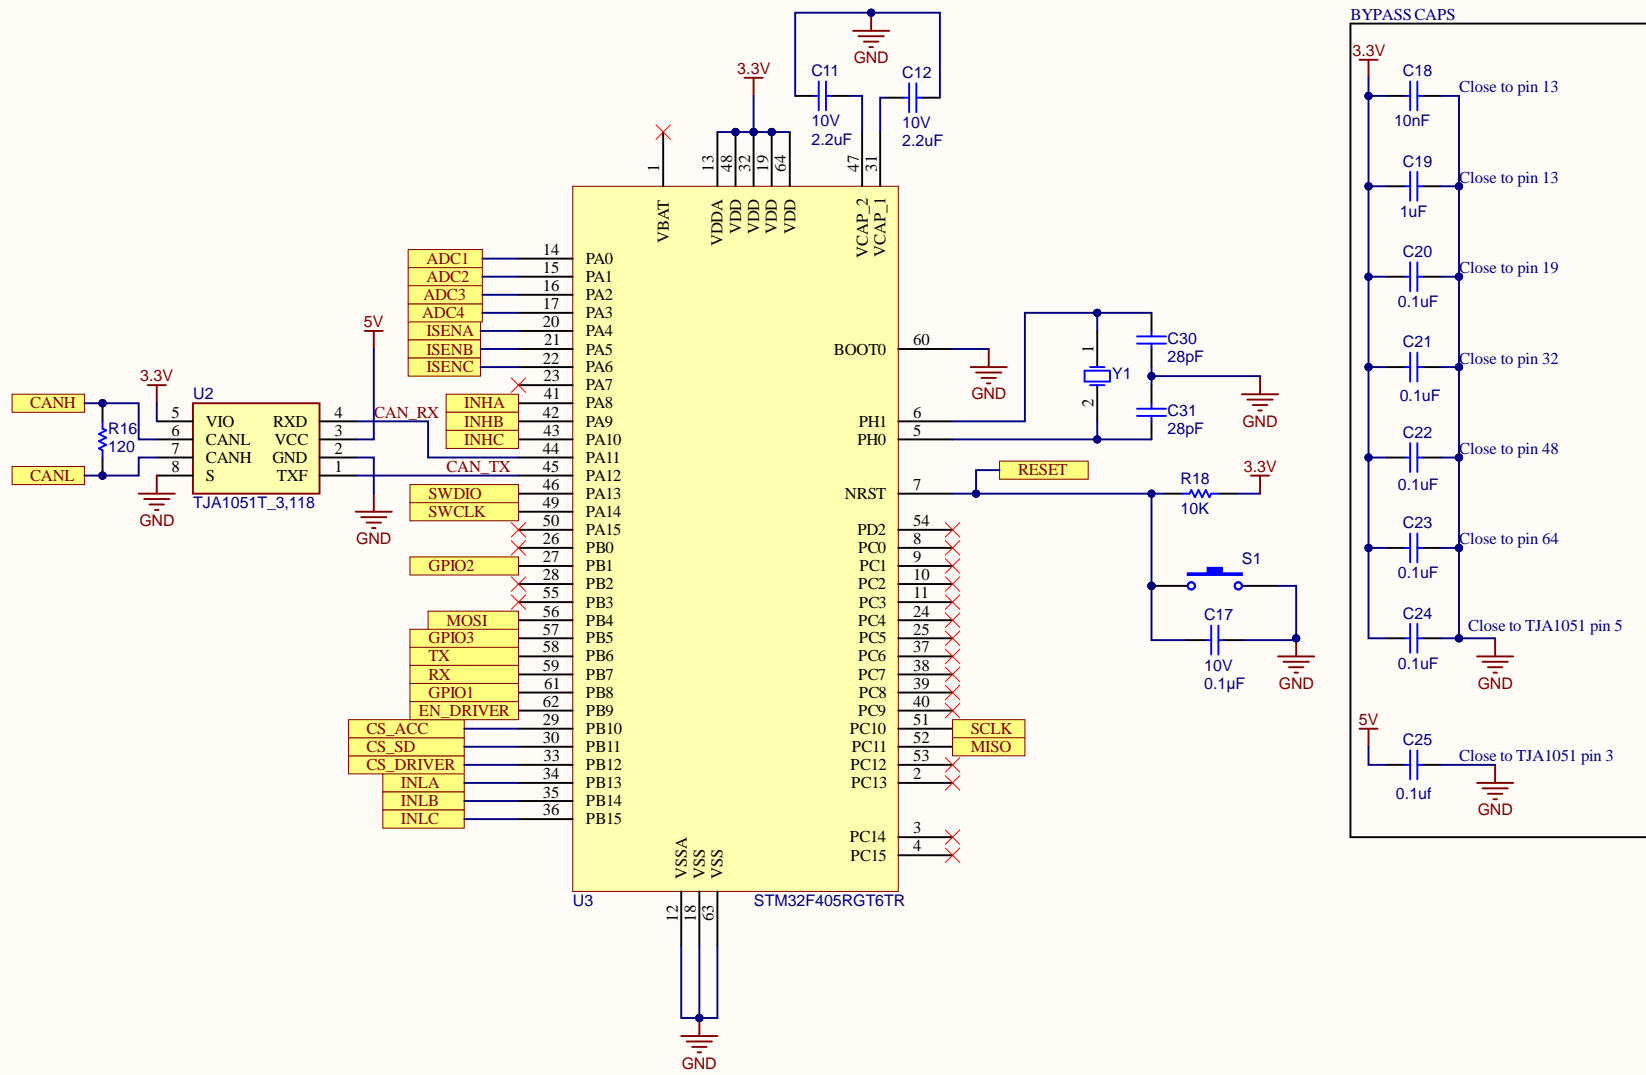 BYPASS CAPS
3.3V
C18
10nF
Close to pin 13
C19
1uF
Close to pin 13
C20
0.1uF
Close to pin 19
C21
0.1uF
Close to pin 32
C22
0.1uF
Close to pin 48
C23
0.1uF
Close to pin 64
C24
0.1uF
Close to TJA1051 pin 5
GND
5V
C25
0.1uf
Close to TJA1051 pin 3
GND
GND
C11
10V
2.2uF
C12
10V
2.2uF
3.3V
1
13
48
32
19
64
47
31
VBAT
VDDA
VDD
VDD
VDD
VDD
VCAP_2
VCAP_1
ADC1 14 PA0
ADC2 15 PA1
ADC3 16 PA2
ADC4 17 PA3
ISENA 20 PA4
ISENB 21 PA5
ISENC 22 PA6
23 PA7
INHA 41 PA8
INHB 42 PA9
INHC 43 PA10
CAN_RX 44 PA11
CAN_TX 45 PA12
SWDIO 46 PA13
SWCLK 49 PA14
50 PA15
26 PB0
GPIO2 27 PB1
28 PB2
55 PB3
MOSI 56 PB4
GPIO3 57 PB5
TX 58 PB6
RX 59 PB7
GPIO1 61 PB8
EN_DRIVER 62 PB9
CS_ACC 29 PB10
CS_SD 30 PB11
CS_DRIVER 33 PB12
INLA 34 PB13
INLB 35 PB14
INLC 36 PB15
5V
3.3V
U2
CANH
CANL
R16
120
5 VIO RXD 4
6 CANL VCC 3
7 CANH GND 2
8 S TXF 1
TJA1051T_3,118
GND
GND
BOOT0 60
GND
PH1 6
PH0 5
1
Y1
2
C30
28pF
C31
28pF
GND
NRST 7
RESET
R18
10K
3.3V
S1
C17
10V
0.1µF
GND
PD2 54
PC0 8
PC1 9
PC2 10
PC3 11
PC4 24
PC5 25
PC6 37
PC7 38
PC8 39
PC9 40
PC10 51 SCLK
PC11 52 MISO
PC12 53
PC13 2
PC14 3
PC15 4
VSSA
VSS
VSS
12
18
63
U3
STM32F405RGT6TR
GND